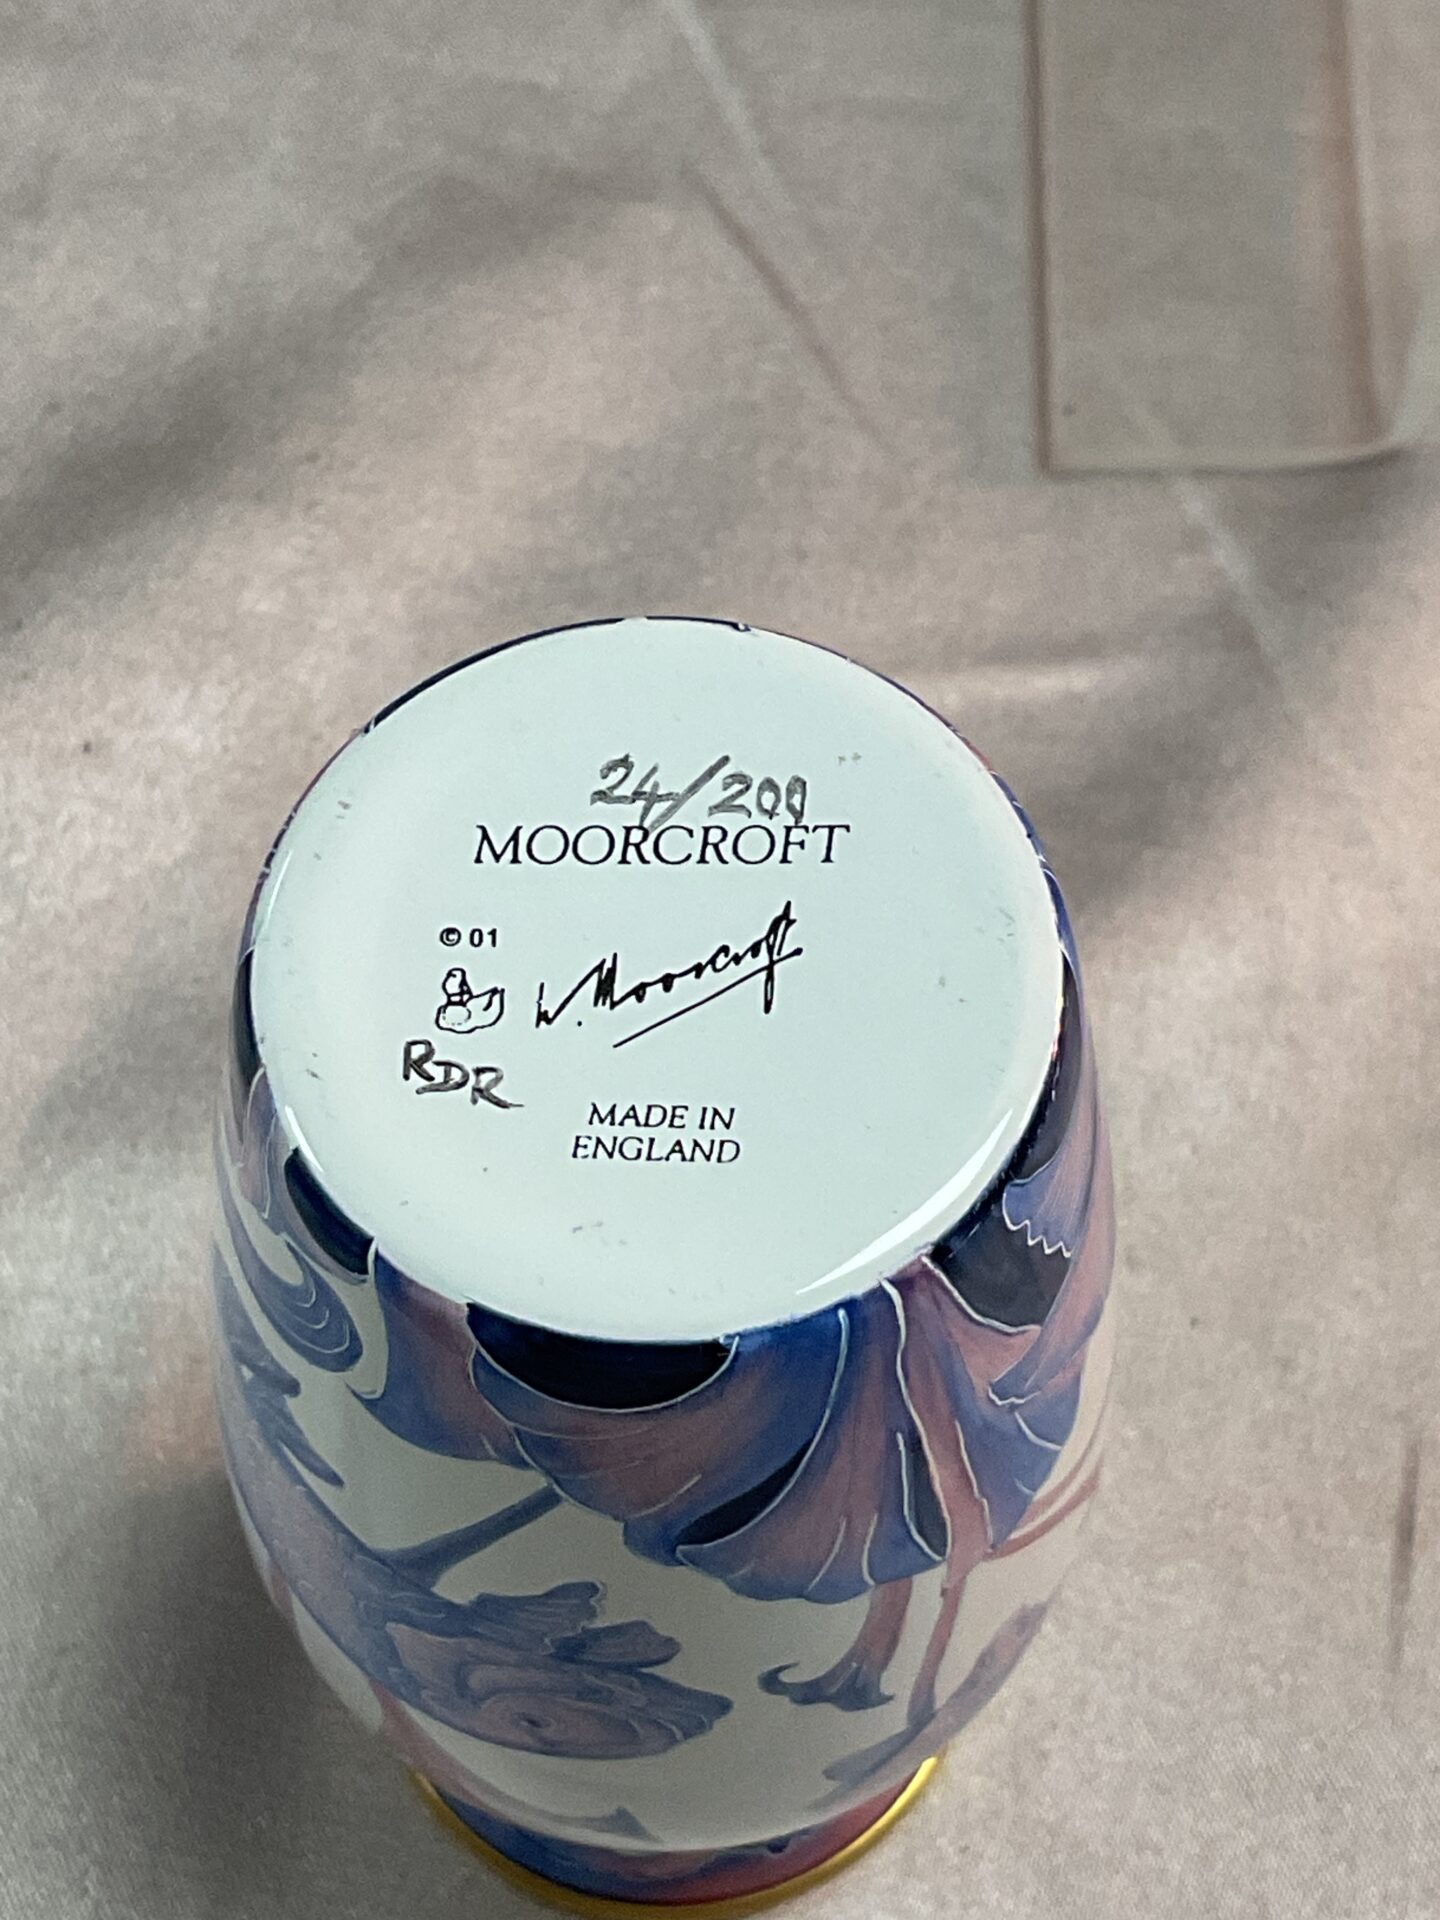 24/200
MOORCROFT
© 01
W. Moorcroft
RDR
MADE IN
ENGLAND